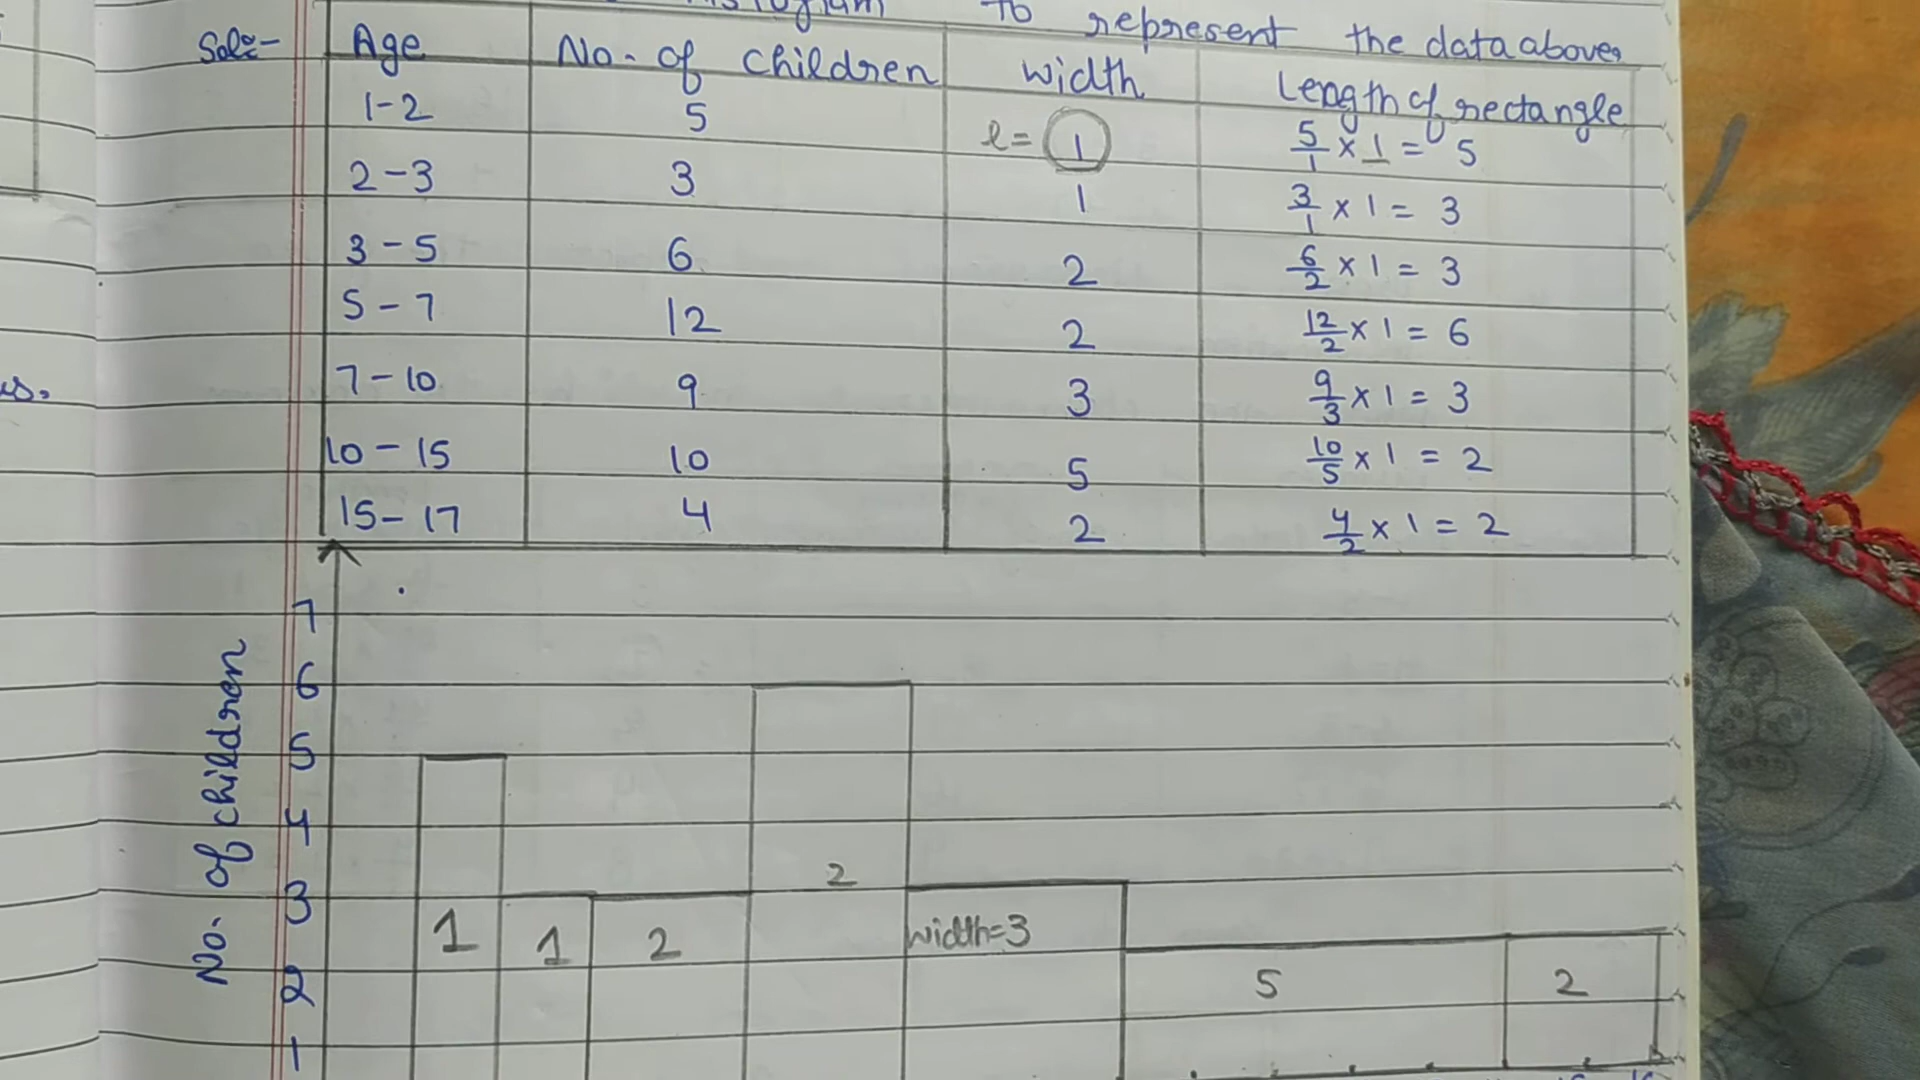 histogram to represent the data above.
Sol:- Age No. of children width Length of rectangle
1-2 5 l= 1 5/1 × 1 = 5
2-3 3 1 3/1 × 1 = 3
3-5 6 2 6/2 × 1 = 3
5-7 12 2 12/2 × 1 = 6
7-10 9 3 9/3 × 1 = 3
10-15 10 5 10/5 × 1 = 2
15-17 4 2 4/2 × 1 = 2
No. of children
7
6
5
4
3
2
1
1 1 2 2 width=3 5 2